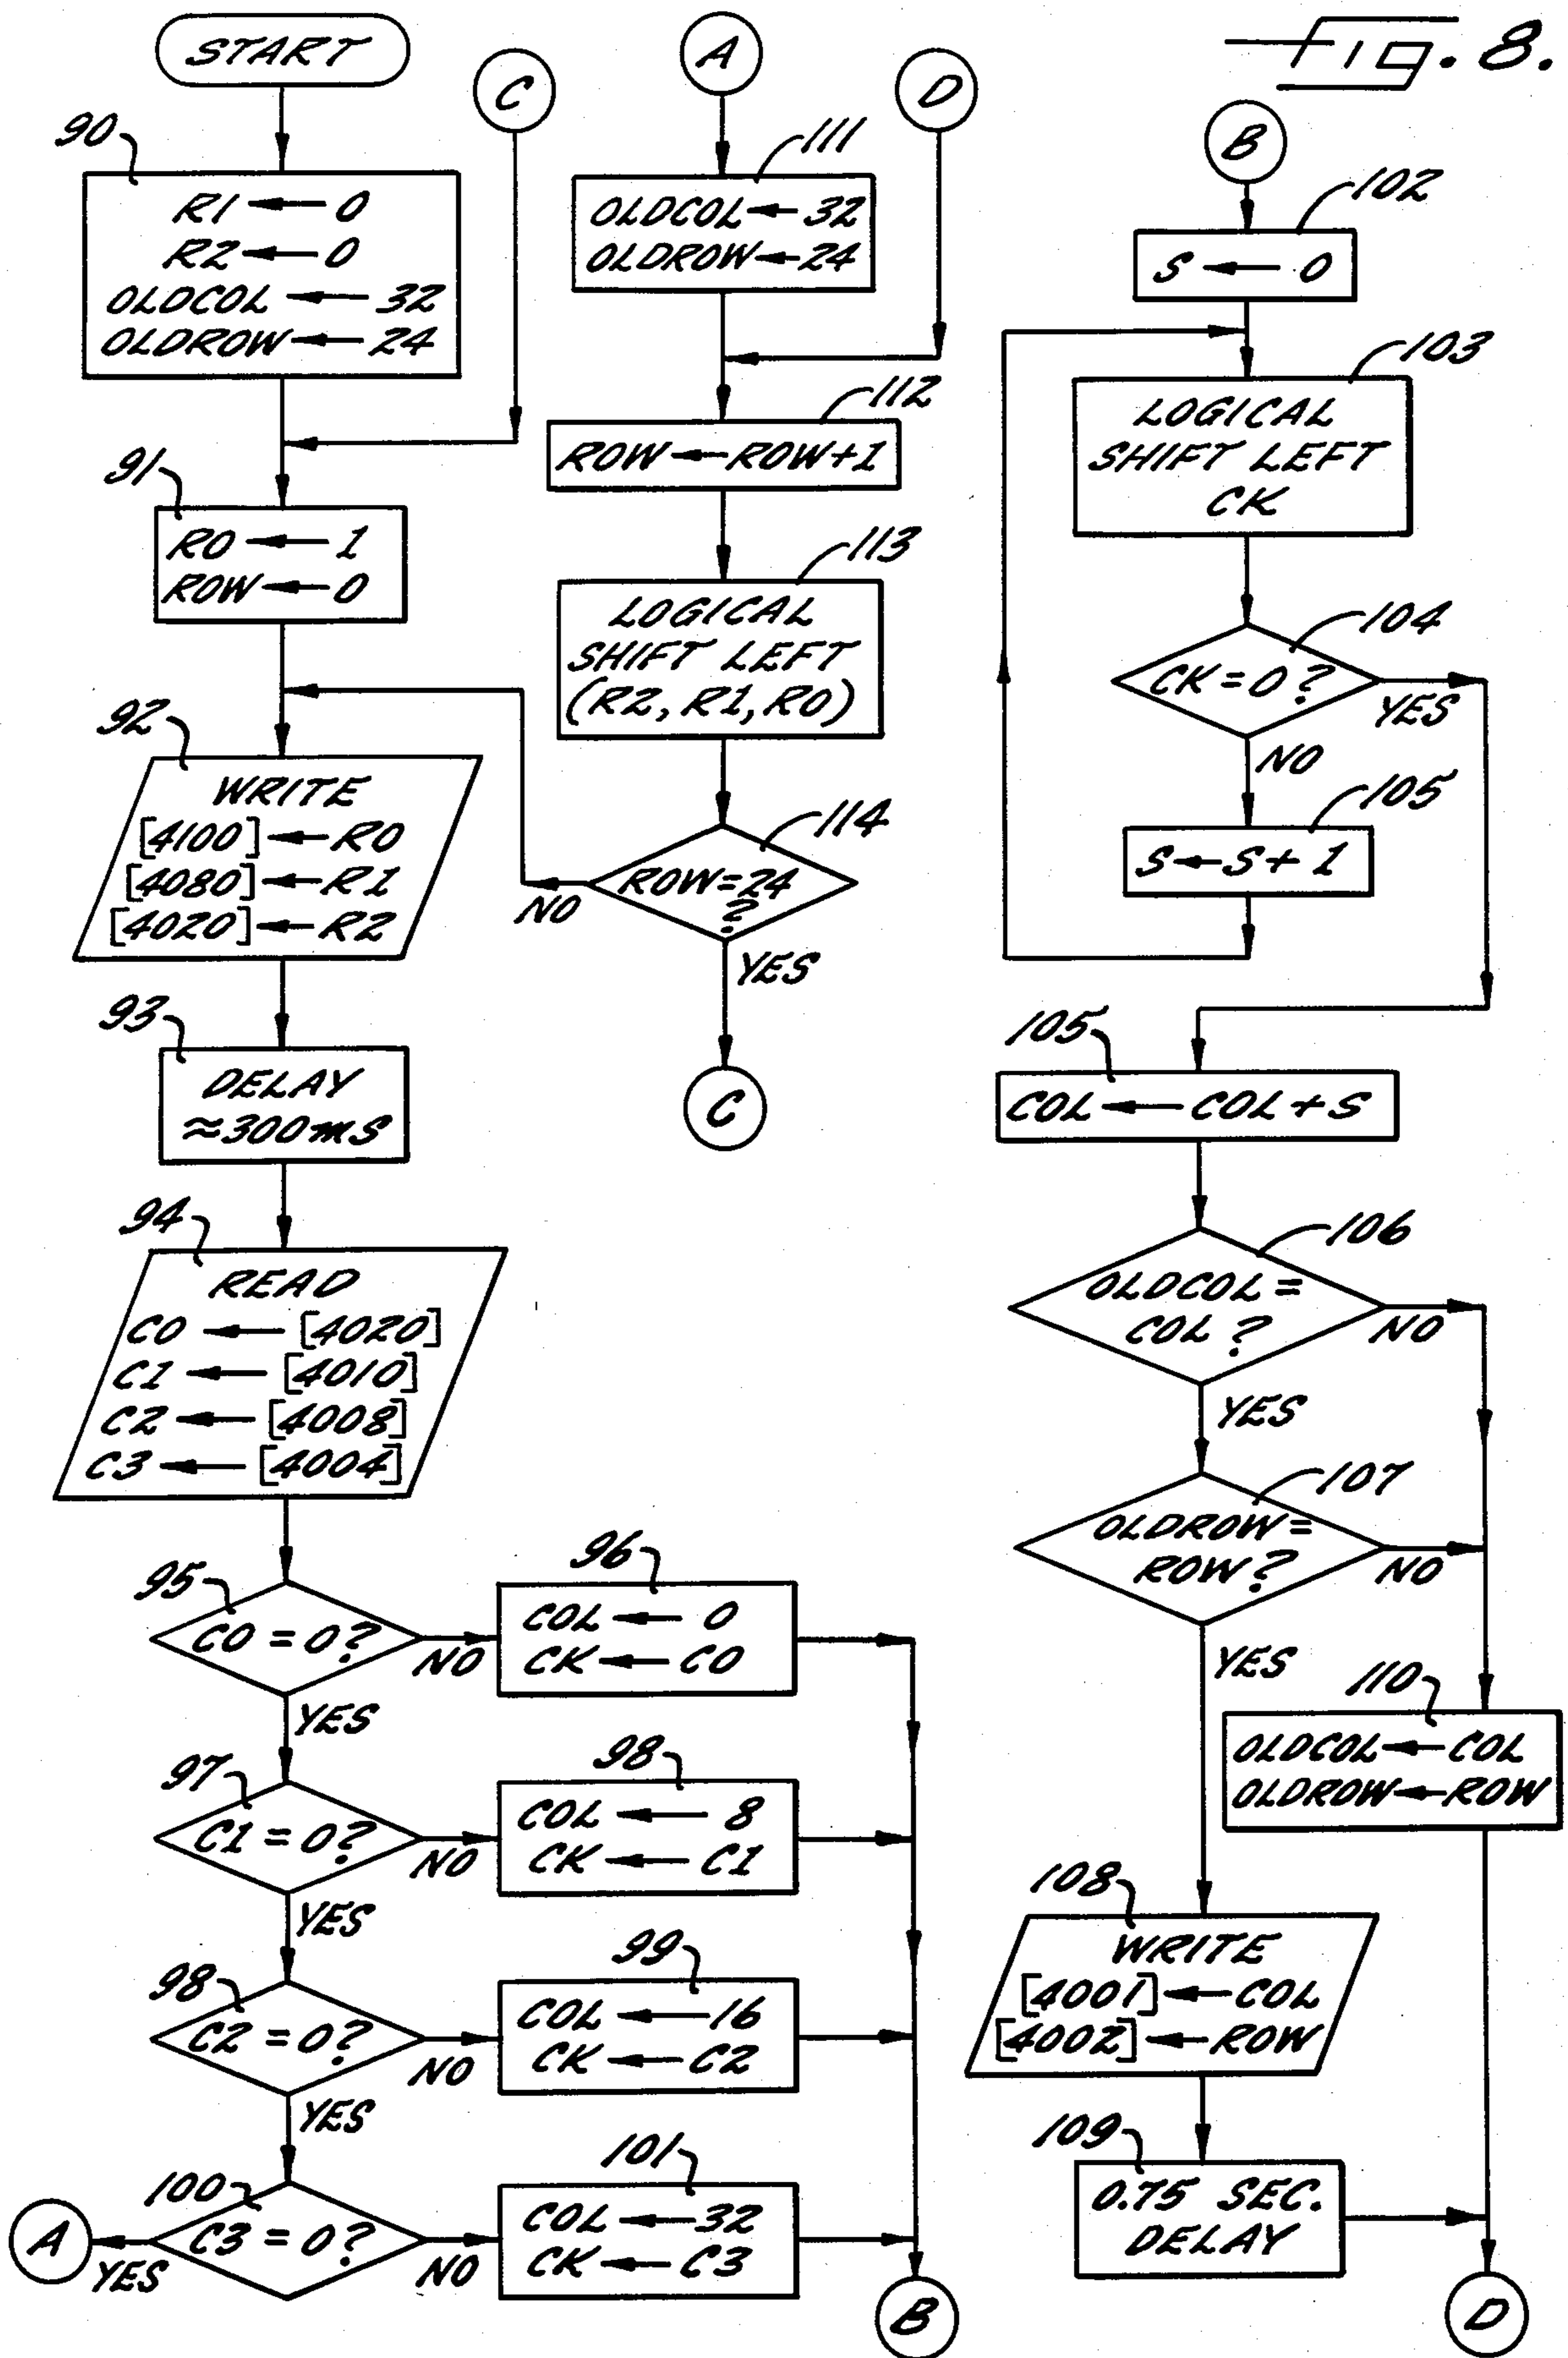 Fig. 8.
START
90
R1 ← 0
R2 ← 0
OLDCOL ← 32
OLDROW ← 24
C
91
R0 ← 1
ROW ← 0
92
WRITE
[4100] ← R0
[4080] ← R1
[4020] ← R2
93
DELAY
≈300mS
94
READ
C0 ← [4020]
C1 ← [4010]
C2 ← [4008]
C3 ← [4004]
95
C0 = 0?
NO
YES
96
COL ← 0
CK ← C0
97
C1 = 0?
NO
YES
98
COL ← 8
CK ← C1
98
C2 = 0?
NO
YES
99
COL ← 16
CK ← C2
100
C3 = 0?
NO
YES
A
101
COL ← 32
CK ← C3
B
A
D
111
OLDCOL ← 32
OLDROW ← 24
112
ROW ← ROW+1
113
LOGICAL
SHIFT LEFT
(R2, R1, R0)
114
ROW=24
?
NO
YES
C
B
102
S ← 0
103
LOGICAL
SHIFT LEFT
CK
104
CK = 0?
YES
NO
105
S ← S + 1
105
COL ← COL + S
106
OLDCOL =
COL ?
NO
YES
107
OLDROW =
ROW ?
NO
YES
110
OLDCOL ← COL
OLDROW ← ROW
108
WRITE
[4001] ← COL
[4002] ← ROW
109
0.75 SEC.
DELAY
D